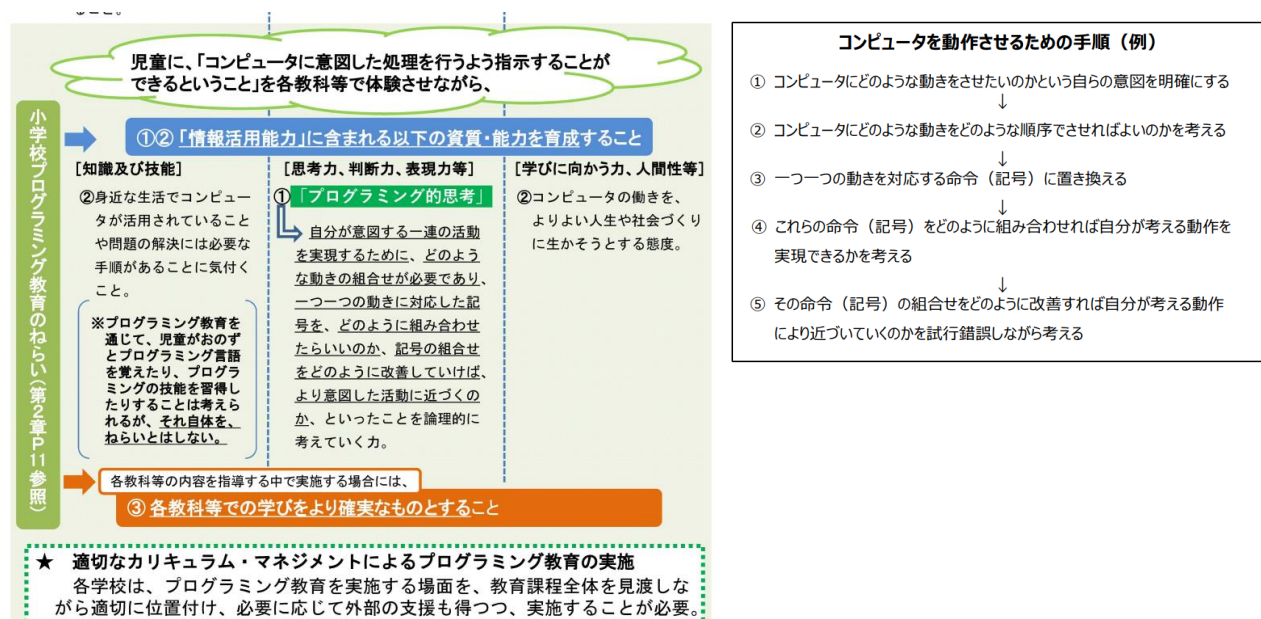 ること。
児童に、「コンピュータに意図した処理を行うよう指示することが
できるということ」を各教科等で体験させながら、
小学校プログラミング教育のねらい(第2章P11参照)
①②「情報活用能力」に含まれる以下の資質・能力を育成すること
[知識及び技能]
②身近な生活でコンピュー
タが活用されていること
や問題の解決には必要な
手順があることに気付く
こと。
※プログラミング教育を
通じて、児童がおのず
とプログラミング言語
を覚えたり、プログラ
ミングの技能を習得し
たりすることは考えら
れるが、それ自体を、
ねらいとはしない。
[思考力、判断力、表現力等]
①「プログラミング的思考」
自分が意図する一連の活動
を実現するために、どのよう
な動きの組合せが必要であり、
一つ一つの動きに対応した記
号を、どのように組み合わせ
たらいいのか、記号の組合せ
をどのように改善していけば、
より意図した活動に近づくの
か、といったことを論理的に
考えていく力。
[学びに向かう力、人間性等]
②コンピュータの働きを、
よりよい人生や社会づくり
に生かそうとする態度。
各教科等の内容を指導する中で実施する場合には、
③ 各教科等での学びをより確実なものとすること
★ 適切なカリキュラム・マネジメントによるプログラミング教育の実施
各学校は、プログラミング教育を実施する場面を、教育課程全体を見渡しな
がら適切に位置付け、必要に応じて外部の支援も得つつ、実施することが必要。
コンピュータを動作させるための手順（例）
① コンピュータにどのような動きをさせたいのかという自らの意図を明確にする
↓
② コンピュータにどのような動きをどのような順序でさせればよいのかを考える
↓
③ 一つ一つの動きを対応する命令（記号）に置き換える
↓
④ これらの命令（記号）をどのように組み合わせれば自分が考える動作を
実現できるかを考える
↓
⑤ その命令（記号）の組合せをどのように改善すれば自分が考える動作
により近づいていくのかを試行錯誤しながら考える